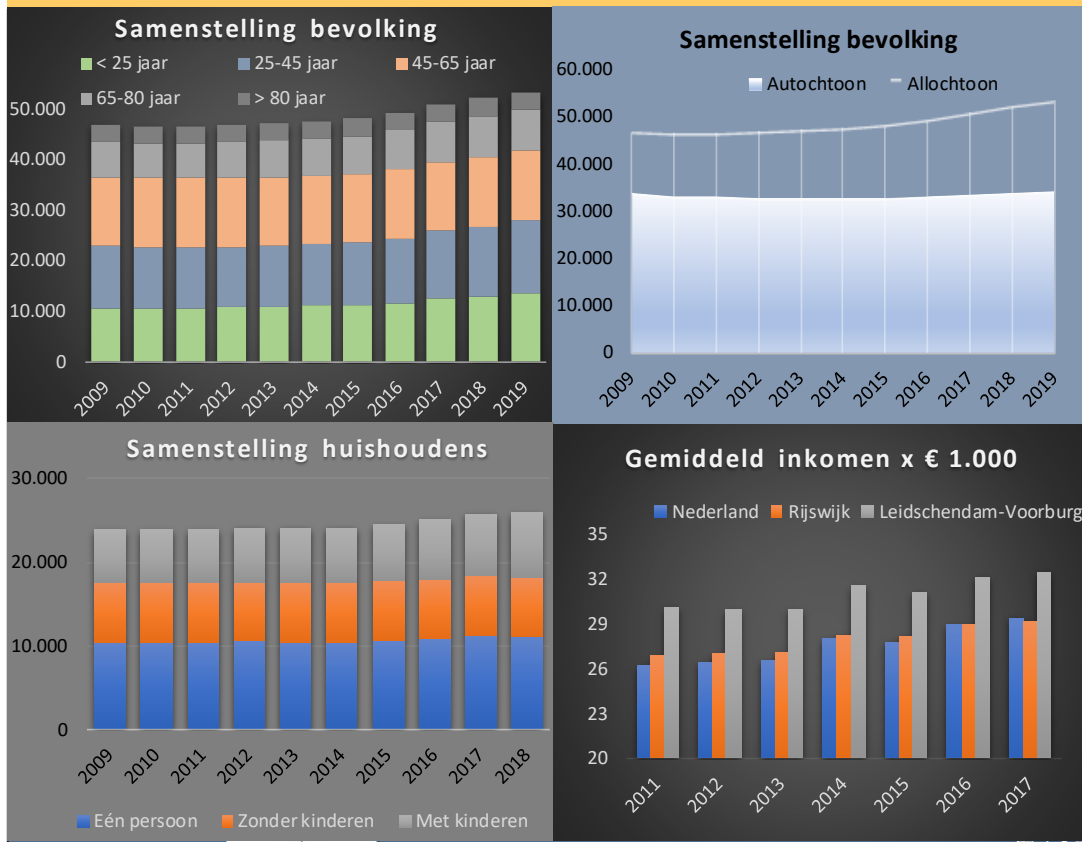 Samenstelling bevolking
< 25 jaar 25-45 jaar 45-65 jaar
65-80 jaar > 80 jaar
50.000
40.000
30.000
20.000
10.000
0
2009 2010 2011 2012 2013 2014 2015 2016 2017 2018 2019
Samenstelling bevolking
Autochtoon Allochtoon
60.000
50.000
40.000
30.000
20.000
10.000
0
2009 2010 2011 2012 2013 2014 2015 2016 2017 2018 2019
Samenstelling huishoudens
30.000
20.000
10.000
0
2009 2010 2011 2012 2013 2014 2015 2016 2017 2018
Eén persoon Zonder kinderen Met kinderen
Gemiddeld inkomen x € 1.000
Nederland Rijswijk Leidschendam-Voorburg
35
32
29
26
23
20
2011 2012 2013 2014 2015 2016 2017